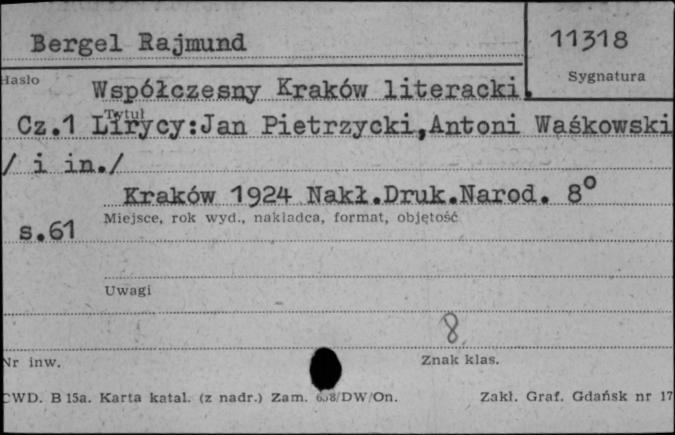 Bergel Rajmund
11318
Hasło
Sygnatura
Współczesny Kraków literacki.
Tytuł
Cz.1 Lirycy:Jan Pietrzycki,Antoni Waśkowski
/ i in./
Kraków 1924 Nakł.Druk.Narod. 8°
Miejsce, rok wyd., nakładca, format, objętość
s.61
Uwagi
8
Nr inw.
Znak klas.
CWD. B 15a. Karta katal. (z nadr.) Zam. /DW/On.
Zakł. Graf. Gdańsk nr 17